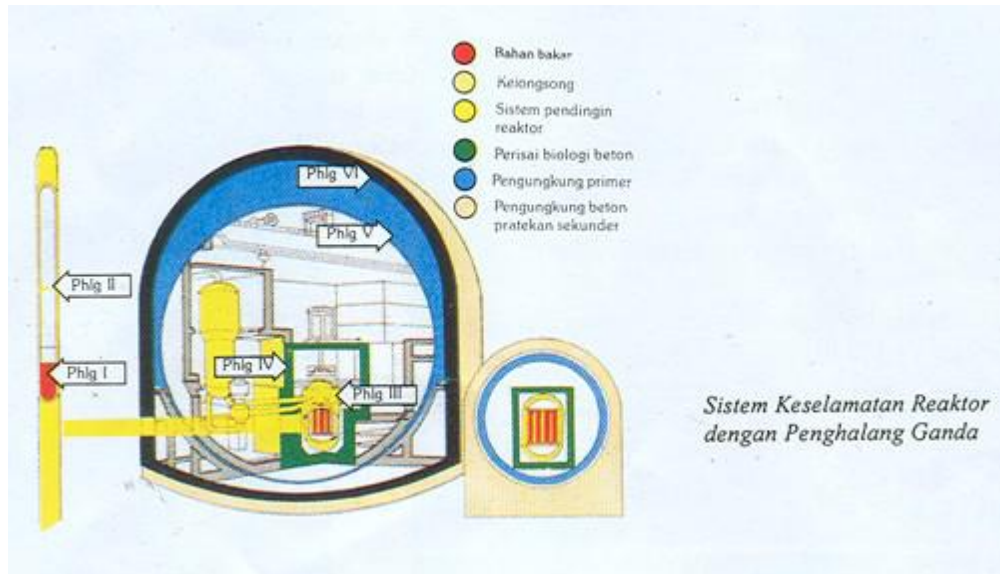 Bahan bakar
Kelongsong
Sistem pendingin
reaktor
Perisai biologi beton
Pengungkung primer
Pengungkung beton
pratekan sekunder
Phlg VI
Phlg V
Phlg II
Phlg IV
Phlg I
Phlg III
Sistem Keselamatan Reaktor
dengan Penghalang Ganda